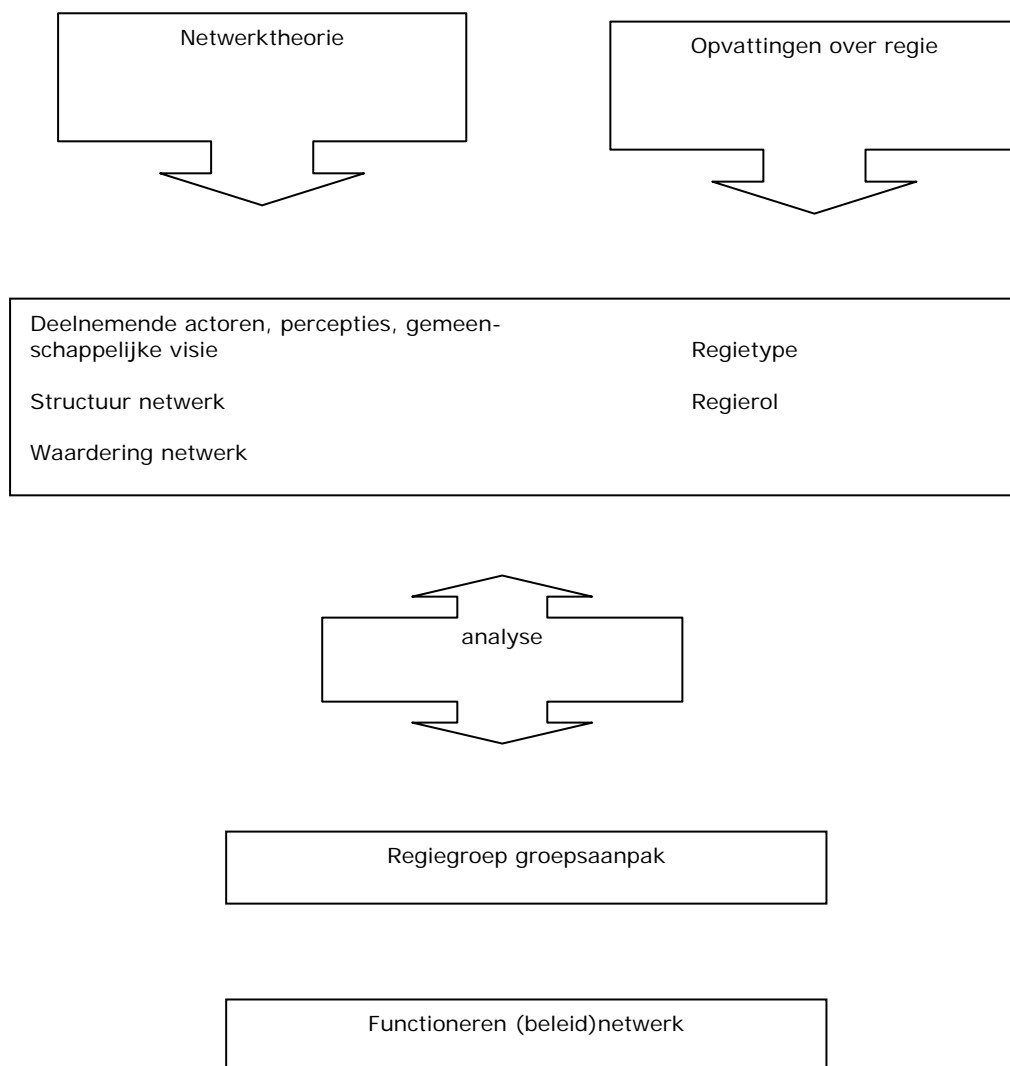 Netwerktheorie
Opvattingen over regie
Deelnemende actoren, percepties, gemeen-
schappelijke visie
Regietype
Structuur netwerk
Regierol
Waardering netwerk
analyse
Regiegroep groepsaanpak
Functioneren (beleid)netwerk